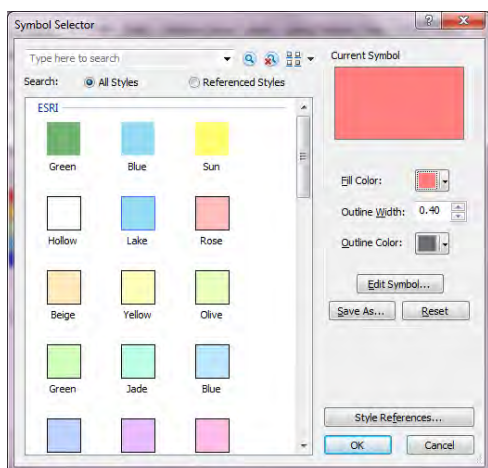 Symbol Selector
Type here to search
Search: All Styles Referenced Styles
ESRI
Green Blue Sun
Hollow Lake Rose
Beige Yellow Olive
Green Jade Blue
Current Symbol
Fill Color:
Outline Width: 0.40
Outline Color:
Edit Symbol...
Save As... Reset
Style References...
OK Cancel